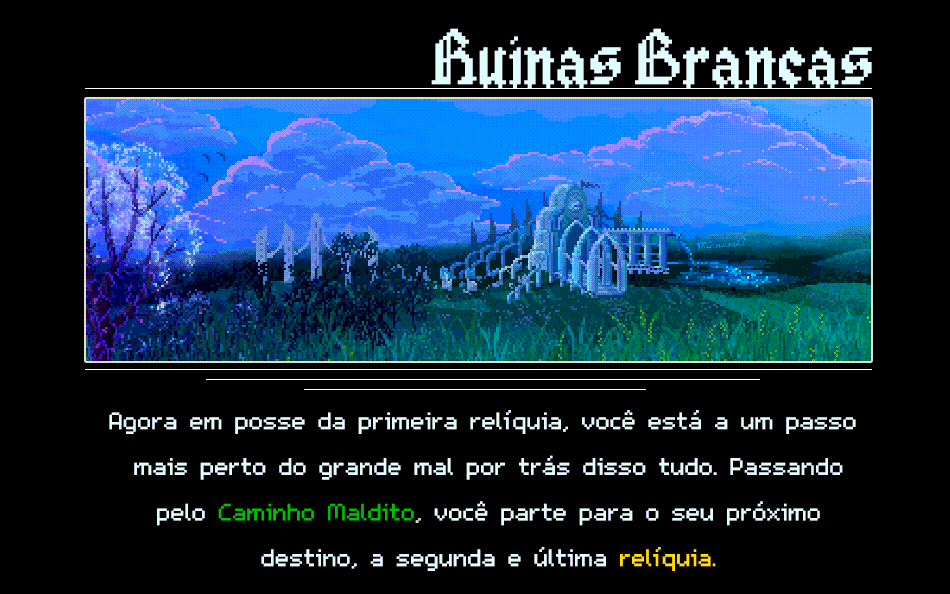 Ruinas Brancas
Agora em posse da primeira relíquia, você está a um passo
mais perto do grande mal por trás disso tudo. Passando
pelo Caminho Maldito, você parte para o seu próximo
destino, a segunda e última relíquia.